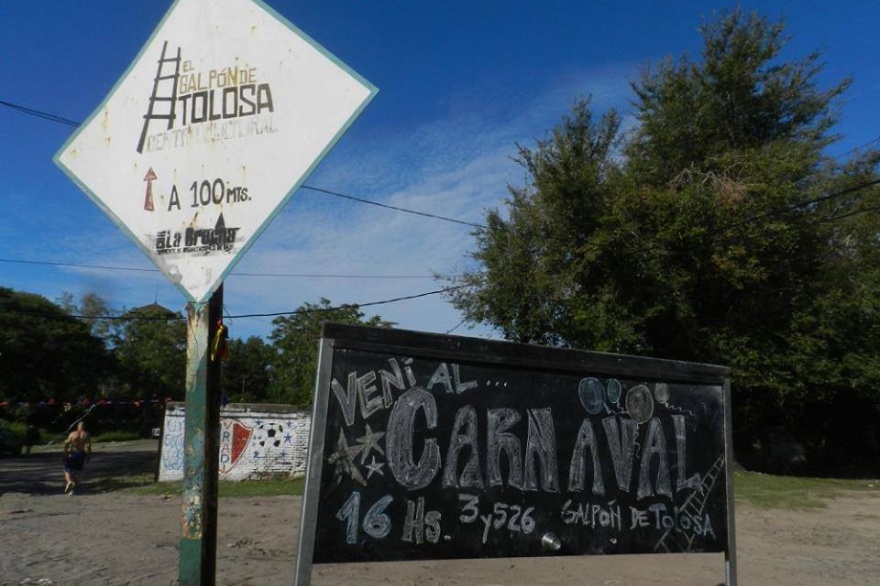 EL
GALPÓN DE
TOLOSA
CENTRO CULTURAL
A 100 MTS.
La Brecha
VENÍ AL...
CARNAVAL
16 Hs. 3 y 526 GALPÓN DE TOLOSA